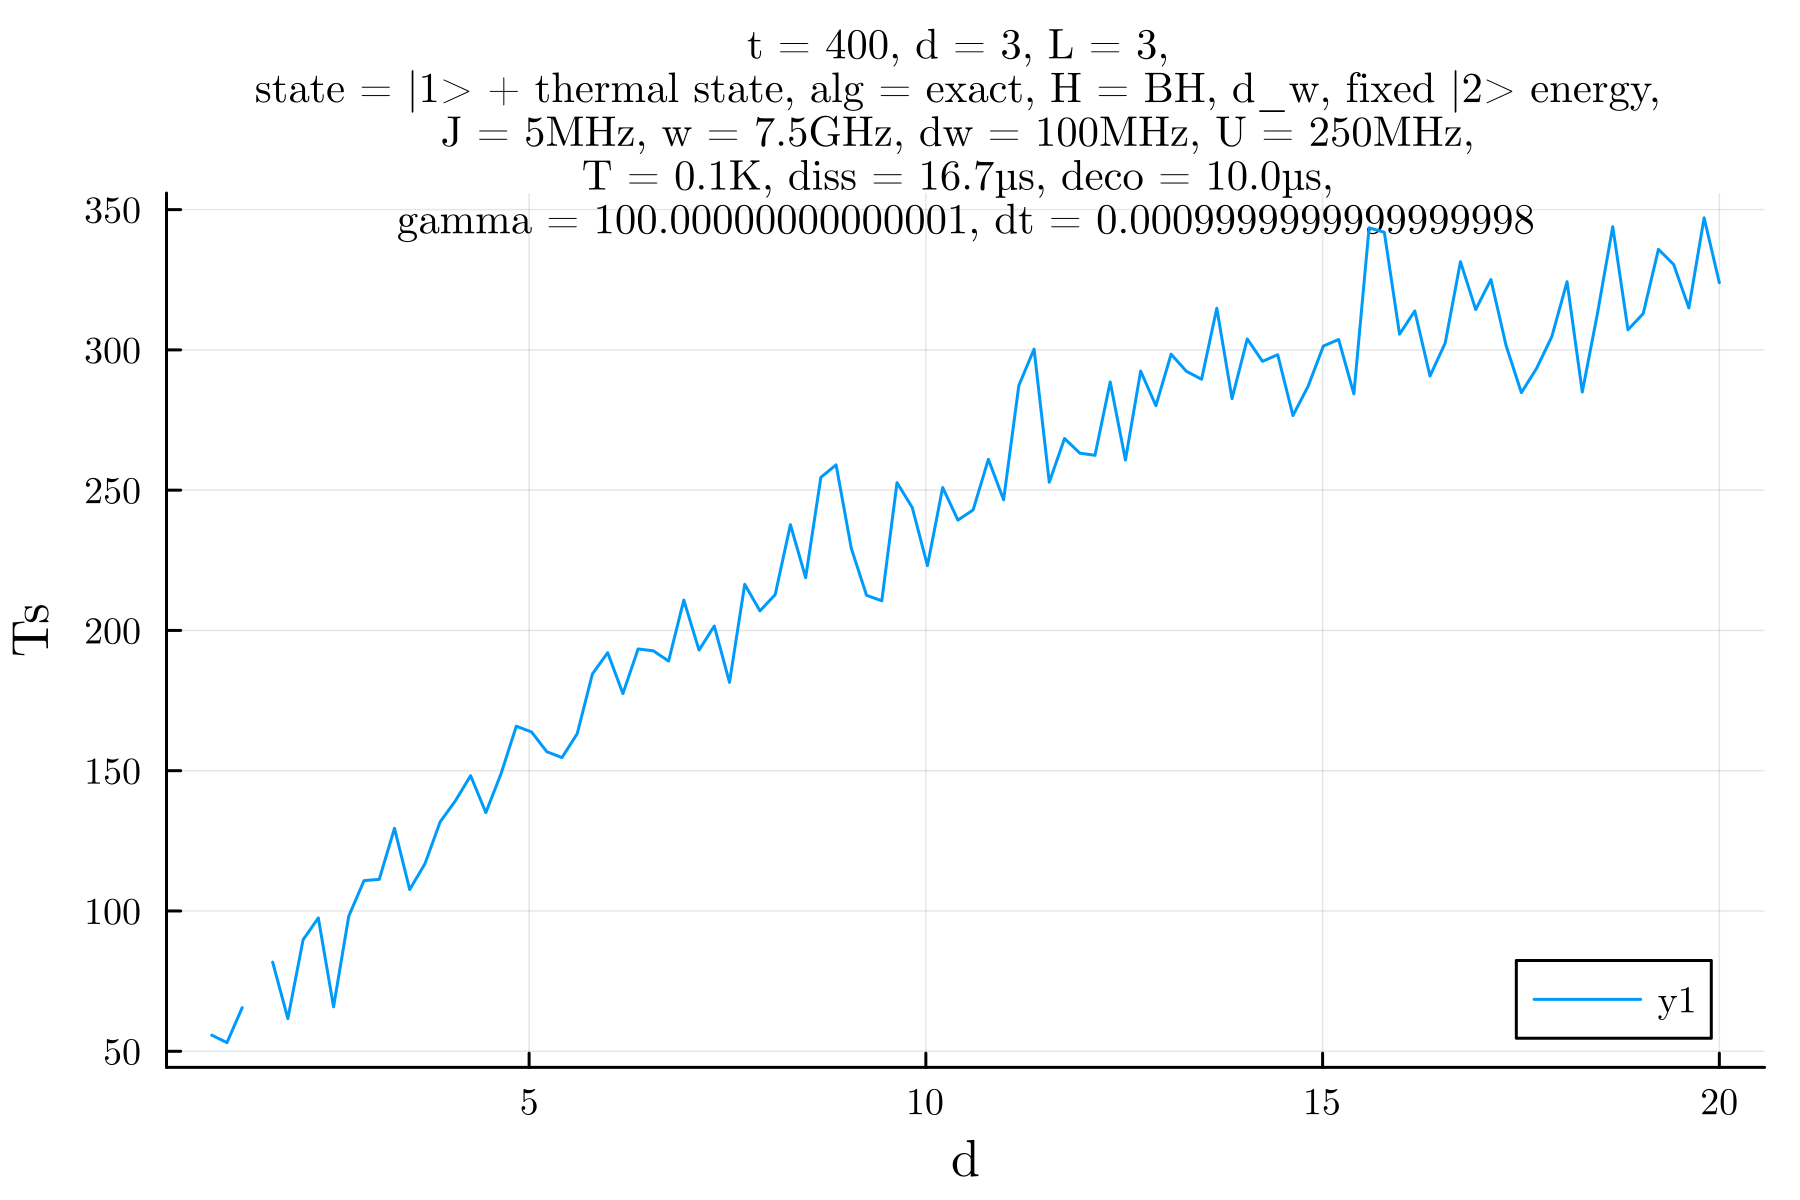 t = 400, d = 3, L = 3,
state = |1> + thermal state, alg = exact, H = BH, d_w, fixed |2> energy,
J = 5MHz, w = 7.5GHz, dw = 100MHz, U = 250MHz,
T = 0.1K, diss = 16.7µs, deco = 10.0µs,
gamma = 100.00000000000001, dt = 0.0009999999999999998
350
300
250
200
150
100
50
Ts
y1
5 10 15 20
d